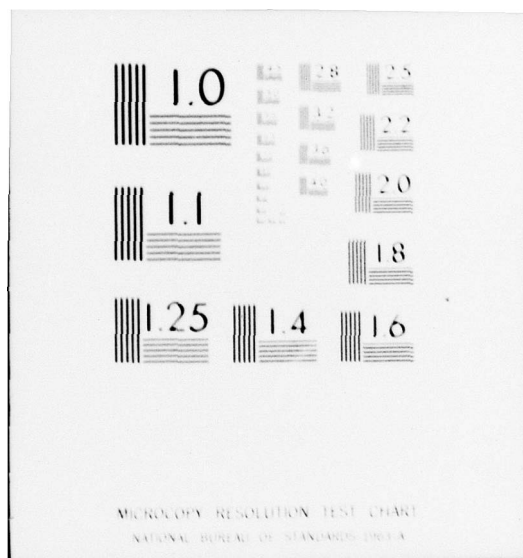 1.0 2.8 2.5
3.2 2.2
3.6
1.1 4.0 2.0
1.8
1.25 1.4 1.6
MICROCOPY RESOLUTION TEST CHART
NATIONAL BUREAU OF STANDARDS-1963-A